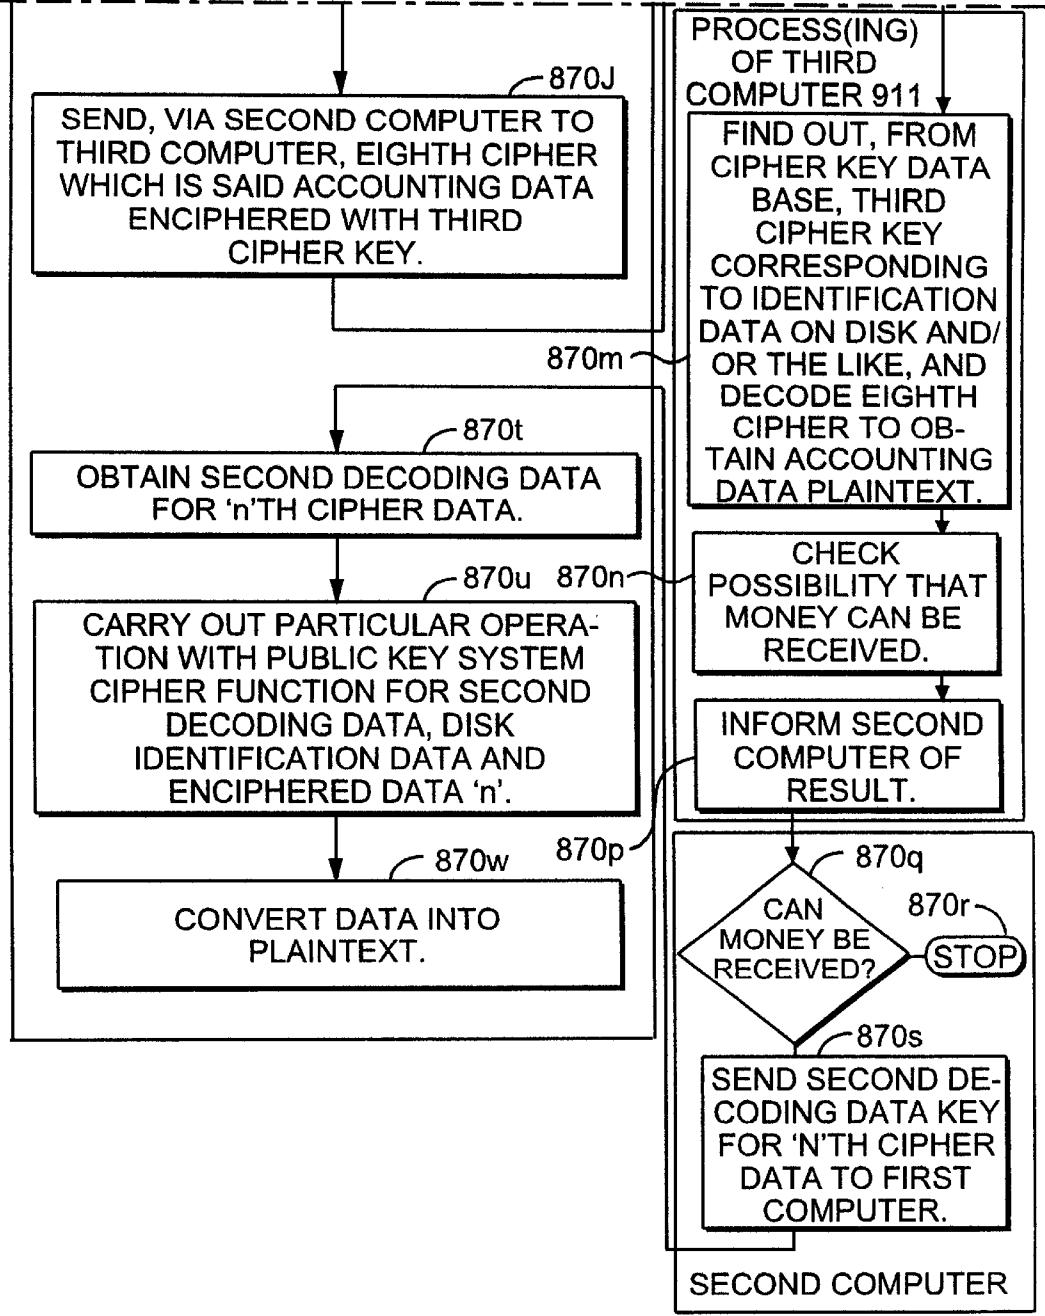 870J
SEND, VIA SECOND COMPUTER TO
THIRD COMPUTER, EIGHTH CIPHER
WHICH IS SAID ACCOUNTING DATA
ENCIPHERED WITH THIRD
CIPHER KEY.
870t
OBTAIN SECOND DECODING DATA
FOR ‘n’TH CIPHER DATA.
870u
CARRY OUT PARTICULAR OPERA-
TION WITH PUBLIC KEY SYSTEM
CIPHER FUNCTION FOR SECOND
DECODING DATA, DISK
IDENTIFICATION DATA AND
ENCIPHERED DATA ‘n’.
870w
CONVERT DATA INTO
PLAINTEXT.
PROCESS(ING)
OF THIRD
COMPUTER 911
FIND OUT, FROM
CIPHER KEY DATA
BASE, THIRD
CIPHER KEY
CORRESPONDING
TO IDENTIFICATION
DATA ON DISK AND/
OR THE LIKE, AND
DECODE EIGHTH
CIPHER TO OB-
TAIN ACCOUNTING
DATA PLAINTEXT.
870m
870n
CHECK
POSSIBILITY THAT
MONEY CAN BE
RECEIVED.
INFORM SECOND
COMPUTER OF
RESULT.
870p
870q
CAN
MONEY BE
RECEIVED?
870r
STOP
870s
SEND SECOND DE-
CODING DATA KEY
FOR ‘N’TH CIPHER
DATA TO FIRST
COMPUTER.
SECOND COMPUTER